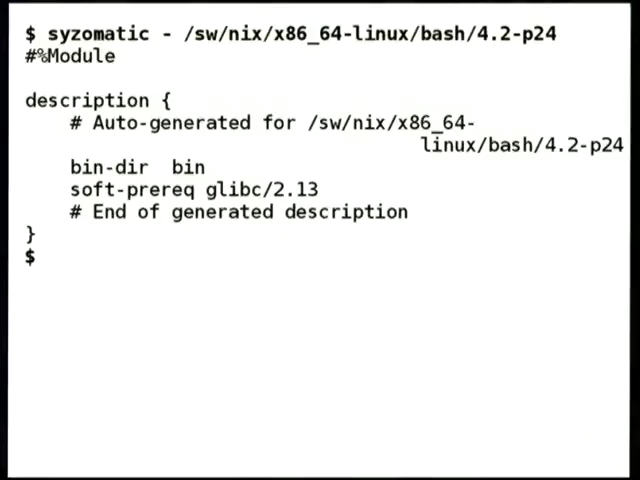 $ syzomatic - /sw/nix/x86_64-linux/bash/4.2-p24
#%Module
description {
# Auto-generated for /sw/nix/x86_64-
linux/bash/4.2-p24
bin-dir  bin
soft-prereq glibc/2.13
# End of generated description
}
$